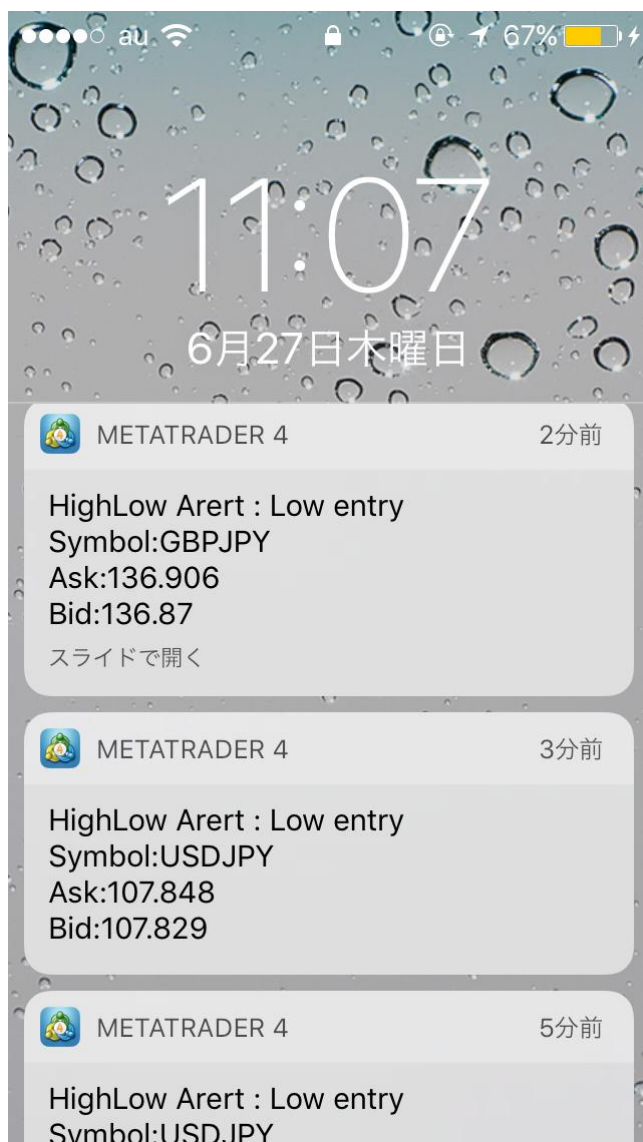 au 67%
11:07
6月27日木曜日
METATRADER 4 2分前
HighLow Arert : Low entry
Symbol:GBPJPY
Ask:136.906
Bid:136.87
スライドで開く
METATRADER 4 3分前
HighLow Arert : Low entry
Symbol:USDJPY
Ask:107.848
Bid:107.829
METATRADER 4 5分前
HighLow Arert : Low entry
Symbol:USDJPY